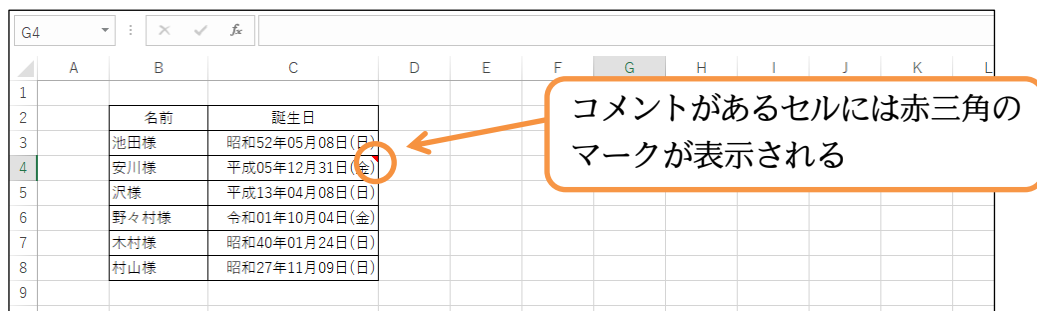 G4
fx
A B C D E F G H I J K L
1
2 名前 誕生日
3 池田様 昭和52年05月08日(日)
4 安川様 平成05年12月31日(金)
5 沢様 平成13年04月08日(日)
6 野々村様 令和01年10月04日(金)
7 木村様 昭和40年01月24日(日)
8 村山様 昭和27年11月09日(日)
9
コメントがあるセルには赤三角の
マークが表示される